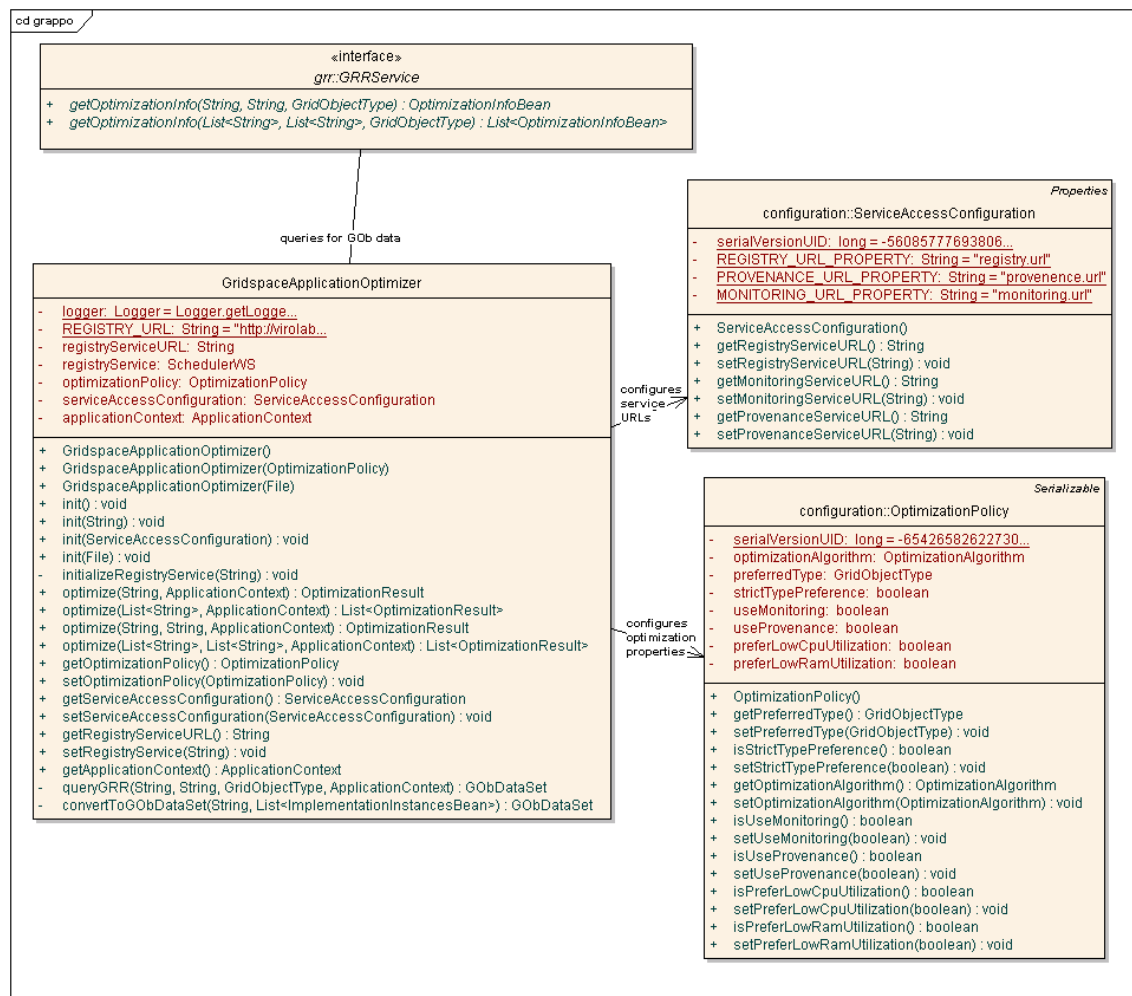 cd grappo
«interface»
grr::GRRService
+ getOptimizationInfo(String, String, GridObjectType) : OptimizationInfoBean
+ getOptimizationInfo(List<String>, List<String>, GridObjectType) : List<OptimizationInfoBean>
queries for GOb data
GridspaceApplicationOptimizer
- logger: Logger = Logger.getLogge...
- REGISTRY_URL: String = "http://virolab...
- registryServiceURL: String
- registryService: SchedulerWS
- optimizationPolicy: OptimizationPolicy
- serviceAccessConfiguration: ServiceAccessConfiguration
- applicationContext: ApplicationContext
+ GridspaceApplicationOptimizer()
+ GridspaceApplicationOptimizer(OptimizationPolicy)
+ GridspaceApplicationOptimizer(File)
+ init() : void
+ init(String) : void
+ init(ServiceAccessConfiguration) : void
+ init(File) : void
- initializeRegistryService(String) : void
+ optimize(String, ApplicationContext) : OptimizationResult
+ optimize(List<String>, ApplicationContext) : List<OptimizationResult>
+ optimize(String, String, ApplicationContext) : OptimizationResult
+ optimize(List<String>, List<String>, ApplicationContext) : List<OptimizationResult>
+ getOptimizationPolicy() : OptimizationPolicy
+ setOptimizationPolicy(OptimizationPolicy) : void
+ getServiceAccessConfiguration() : ServiceAccessConfiguration
+ setServiceAccessConfiguration(ServiceAccessConfiguration) : void
+ getRegistryServiceURL() : String
+ setRegistryService(String) : void
+ getApplicationContext() : ApplicationContext
- queryGRR(String, String, GridObjectType, ApplicationContext) : GObDataSet
- convertToGObDataSet(String, List<ImplementationInstancesBean>) : GObDataSet
configures
service
URLs
Properties
configuration::ServiceAccessConfiguration
- serialVersionUID: long = -56085777693806...
- REGISTRY_URL_PROPERTY: String = "registry.url"
- PROVENANCE_URL_PROPERTY: String = "provenence.url"
- MONITORING_URL_PROPERTY: String = "monitoring.url"
+ ServiceAccessConfiguration()
+ getRegistryServiceURL() : String
+ setRegistryServiceURL(String) : void
+ getMonitoringServiceURL() : String
+ setMonitoringServiceURL(String) : void
+ getProvenanceServiceURL() : String
+ setProvenanceServiceURL(String) : void
configures
optimization
properties
Serializable
configuration::OptimizationPolicy
- serialVersionUID: long = -65426582622730...
- optimizationAlgorithm: OptimizationAlgorithm
- preferredType: GridObjectType
- strictTypePreference: boolean
- useMonitoring: boolean
- useProvenance: boolean
- preferLowCpuUtilization: boolean
- preferLowRamUtilization: boolean
+ OptimizationPolicy()
+ getPreferredType() : GridObjectType
+ setPreferredType(GridObjectType) : void
+ isStrictTypePreference() : boolean
+ setStrictTypePreference(boolean) : void
+ getOptimizationAlgorithm() : OptimizationAlgorithm
+ setOptimizationAlgorithm(OptimizationAlgorithm) : void
+ isUseMonitoring() : boolean
+ setUseMonitoring(boolean) : void
+ isUseProvenance() : boolean
+ setUseProvenance(boolean) : void
+ isPreferLowCpuUtilization() : boolean
+ setPreferLowCpuUtilization(boolean) : void
+ isPreferLowRamUtilization() : boolean
+ setPreferLowRamUtilization(boolean) : void